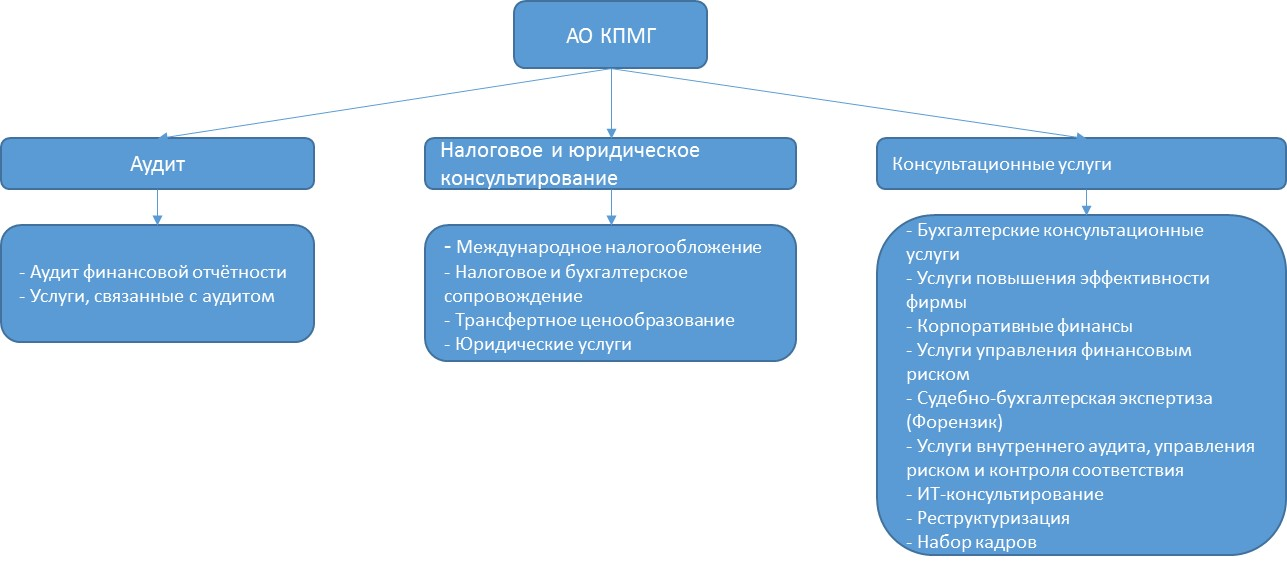 АО КПМГ
Аудит
Налоговое и юридическое
консультирование
Консультационные услуги
- Аудит финансовой отчётности
- Услуги, связанные с аудитом
- Международное налогообложение
- Налоговое и бухгалтерское
сопровождение
- Трансфертное ценообразование
- Юридические услуги
- Бухгалтерские консультационные
услуги
- Услуги повышения эффективности
фирмы
- Корпоративные финансы
- Услуги управления финансовым
риском
- Судебно-бухгалтерская экспертиза
(Форензик)
- Услуги внутреннего аудита, управления
риском и контроля соответствия
- ИТ-консультирование
- Реструктуризация
- Набор кадров